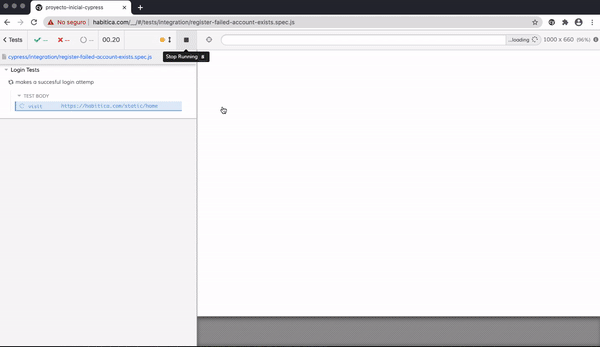 proyecto-inicial-cypress
No seguro | habitica.com/__/#/tests/integration/register-failed-account-exists.spec.js
Tests -- -- -- 00.20 ...loading 1000 x 660 (66%)
Stop Running s
cypress/integration/register-failed-account-exists.spec.js
Login Tests
makes a succesful login attemp
TEST BODY
visit https://habitica.com/static/home